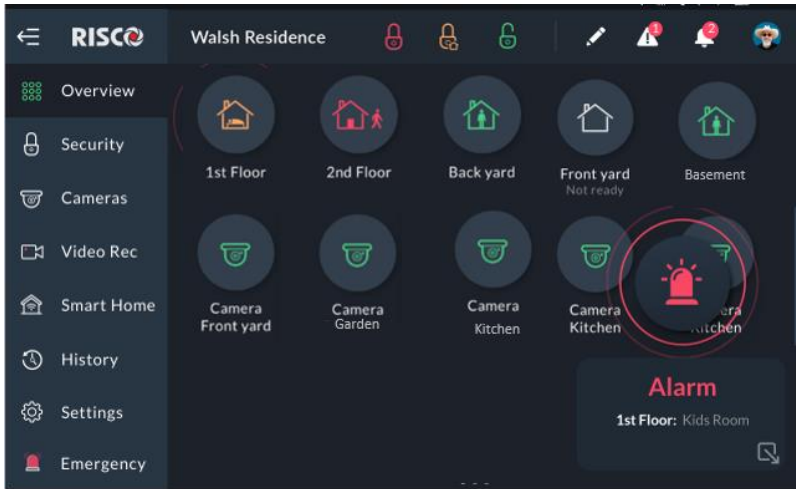 RISCO
Walsh Residence
1
2
Overview
Security
Cameras
Video Rec
Smart Home
History
Settings
Emergency
1st Floor
2nd Floor
Back yard
Front yard
Not ready
Basement
Camera
Front yard
Camera
Garden
Camera
Kitchen
Camera
Kitchen
Alarm
1st Floor: Kids Room